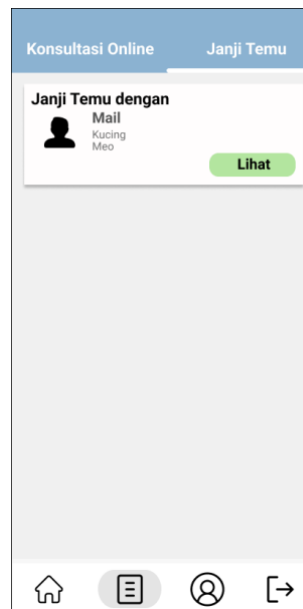 Konsultasi Online
Janji Temu
Janji Temu dengan
Mail
Kucing
Meo
Lihat